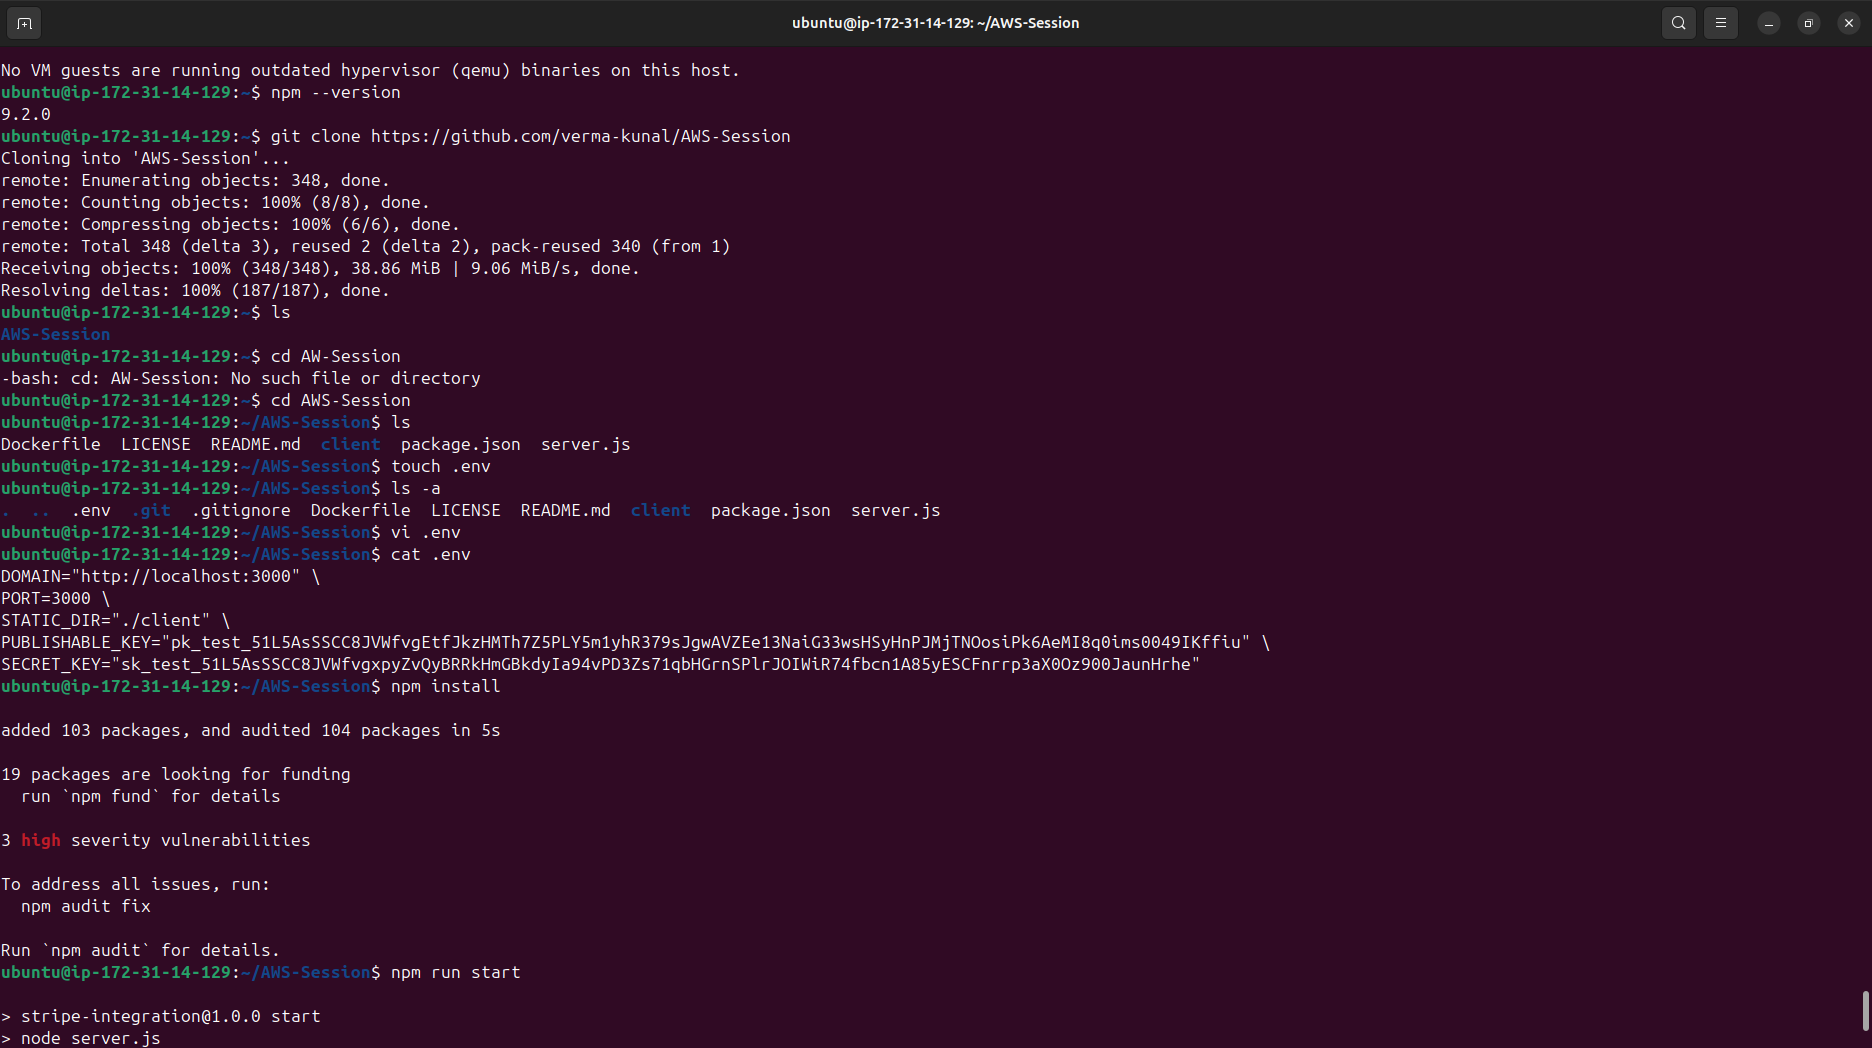 ubuntu@ip-172-31-14-129: ~/AWS-Session
No VM guests are running outdated hypervisor (qemu) binaries on this host.
ubuntu@ip-172-31-14-129:~$ npm --version
9.2.0
ubuntu@ip-172-31-14-129:~$ git clone https://github.com/verma-kunal/AWS-Session
Cloning into 'AWS-Session'...
remote: Enumerating objects: 348, done.
remote: Counting objects: 100% (8/8), done.
remote: Compressing objects: 100% (6/6), done.
remote: Total 348 (delta 3), reused 2 (delta 2), pack-reused 340 (from 1)
Receiving objects: 100% (348/348), 38.86 MiB | 9.06 MiB/s, done.
Resolving deltas: 100% (187/187), done.
ubuntu@ip-172-31-14-129:~$ ls
AWS-Session
ubuntu@ip-172-31-14-129:~$ cd AW-Session
-bash: cd: AW-Session: No such file or directory
ubuntu@ip-172-31-14-129:~$ cd AWS-Session
ubuntu@ip-172-31-14-129:~/AWS-Session$ ls
Dockerfile  LICENSE  README.md  client  package.json  server.js
ubuntu@ip-172-31-14-129:~/AWS-Session$ touch .env
ubuntu@ip-172-31-14-129:~/AWS-Session$ ls -a
.  ..  .env  .git  .gitignore  Dockerfile  LICENSE  README.md  client  package.json  server.js
ubuntu@ip-172-31-14-129:~/AWS-Session$ vi .env
ubuntu@ip-172-31-14-129:~/AWS-Session$ cat .env
DOMAIN="http://localhost:3000" \
PORT=3000 \
STATIC_DIR="./client" \
PUBLISHABLE_KEY="pk_test_51L5AsSSCC8JVWfvgEtfJkzHMTh7Z5PLY5m1yhR379sJgwAVZEe13NaiG33wsHSyHnPJMjTNOosiPk6AeMI8q0ims0049IKffiu" \
SECRET_KEY="sk_test_51L5AsSSCC8JVWfvgxpyZvQyBRRkHmGBkdyIa94vPD3Zs71qbHGrnSPlrJOIWiR74fbcn1A85yESCFnrrp3aX0Oz900JaunHrhe"
ubuntu@ip-172-31-14-129:~/AWS-Session$ npm install
added 103 packages, and audited 104 packages in 5s
19 packages are looking for funding
  run `npm fund` for details
3 high severity vulnerabilities
To address all issues, run:
  npm audit fix
Run `npm audit` for details.
ubuntu@ip-172-31-14-129:~/AWS-Session$ npm run start
> stripe-integration@1.0.0 start
> node server.js